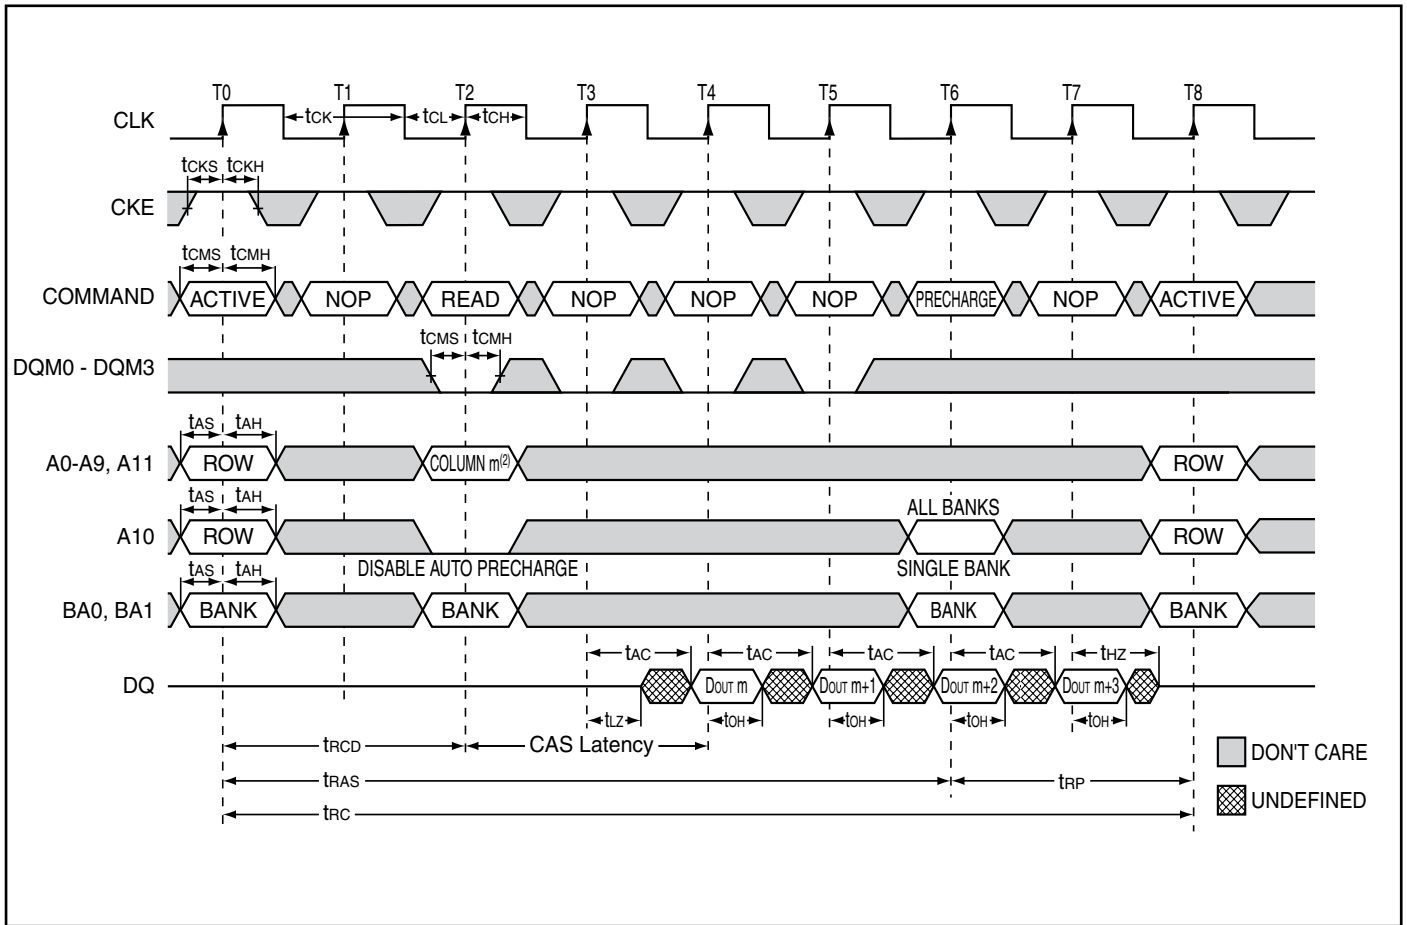 T0 T1 T2 T3 T4 T5 T6 T7 T8
CLK
tCK tCL tCH
tCKS tCKH
CKE
tCMS tCMH
COMMAND ACTIVE NOP READ NOP NOP NOP PRECHARGE NOP ACTIVE
tCMS tCMH
DQM0 - DQM3
tAS tAH
A0-A9, A11 ROW COLUMN m(2) ROW
tAS tAH ALL BANKS
A10 ROW ROW
DISABLE AUTO PRECHARGE SINGLE BANK
tAS tAH
BA0, BA1 BANK BANK BANK BANK
tAC tAC tAC tAC tHZ
DQ DOUT m DOUT m+1 DOUT m+2 DOUT m+3
tLZ tOH tOH tOH tOH
tRCD CAS Latency
DON'T CARE
tRAS tRP
UNDEFINED
tRC